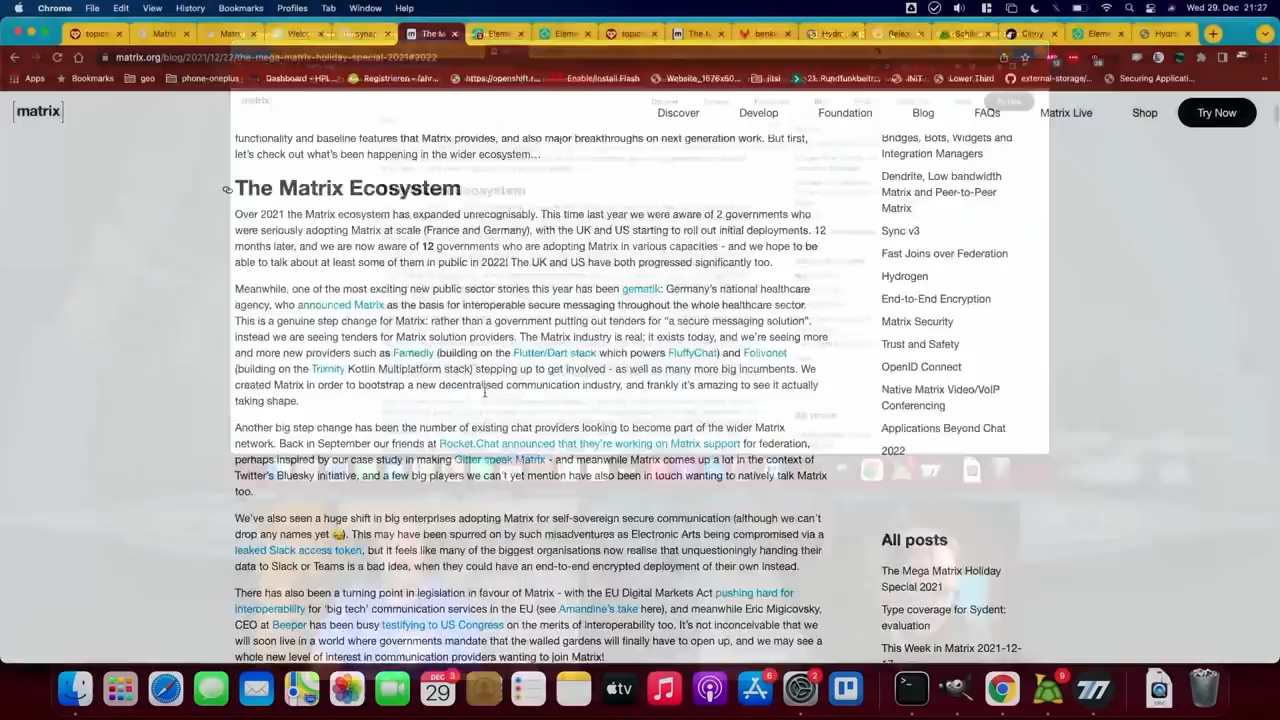 Chrome File Edit View History Bookmarks Profiles Tab Window Help Wed 29. Dec 21:27
topics Matrix Matrix Welc synap The M Eleme Eleme topics The M benk Hydro Relea Schil Cony Eleme Hydro
matrix.org/blog/2021/12/22/the-mega-matrix-holiday-special-2021#2022
Apps Bookmarks geo phone-oneplus Dashboard - HPL... Registrieren - fahr... https://openshift.r... Enable/Install Flash Website_1676x50... jitsi 21. Rundfunkbeitr... INIT Lower Third external-storage/... Securing Applicati...
[matrix] Discover Develop Foundation Blog FAQs Matrix Live Shop Try Now
functionality and baseline features that Matrix provides, and also major breakthroughs on next generation work. But first,
let's check out what's been happening in the wider ecosystem…
The Matrix Ecosystem
Over 2021 the Matrix ecosystem has expanded unrecognisably. This time last year we were aware of 2 governments who
were seriously adopting Matrix at scale (France and Germany), with the UK and US starting to roll out initial deployments. 12
months later, and we are now aware of 12 governments who are adopting Matrix in various capacities - and we hope to be
able to talk about at least some of them in public in 2022! The UK and US have both progressed significantly too.
Meanwhile, one of the most exciting new public sector stories this year has been gematik: Germany's national healthcare
agency, who announced Matrix as the basis for interoperable secure messaging throughout the whole healthcare sector.
This is a genuine step change for Matrix: rather than a government putting out tenders for "a secure messaging solution",
instead we are seeing tenders for Matrix solution providers. The Matrix industry is real; it exists today, and we're seeing more
and more new providers such as Famedly (building on the Flutter/Dart stack which powers FluffyChat) and Folivonet
(building on the Trixnity Kotlin Multiplatform stack) stepping up to get involved - as well as many more big incumbents. We
created Matrix in order to bootstrap a new decentralised communication industry, and frankly it's amazing to see it actually
taking shape.
Another big step change has been the number of existing chat providers looking to become part of the wider Matrix
network. Back in September our friends at Rocket.Chat announced that they're working on Matrix support for federation,
perhaps inspired by our case study in making Gitter speak Matrix - and meanwhile Matrix comes up a lot in the context of
Twitter's Bluesky initiative, and a few big players we can't yet mention have also been in touch wanting to natively talk Matrix
too.
We've also seen a huge shift in big enterprises adopting Matrix for self-sovereign secure communication (although we can't
drop any names yet 😅). This may have been spurred on by such misadventures as Electronic Arts being compromised via a
leaked Slack access token, but it feels like many of the biggest organisations now realise that unquestioningly handing their
data to Slack or Teams is a bad idea, when they could have an end-to-end encrypted deployment of their own instead.
There has also been a turning point in legislation in favour of Matrix - with the EU Digital Markets Act pushing hard for
interoperability for 'big tech' communication services in the EU (see Amandine's take here), and meanwhile Eric Migicovsky,
CEO at Beeper has been busy testifying to US Congress on the merits of interoperability too. It's not inconceivable that we
will soon live in a world where governments mandate that the walled gardens will finally have to open up, and we may see a
whole new level of interest in communication providers wanting to join Matrix!
Bridges, Bots, Widgets and
Integration Managers
Dendrite, Low bandwidth
Matrix and Peer-to-Peer
Matrix
Sync v3
Fast Joins over Federation
Hydrogen
End-to-End Encryption
Matrix Security
Trust and Safety
OpenID Connect
Native Matrix Video/VoIP
Conferencing
Applications Beyond Chat
2022
All posts
The Mega Matrix Holiday
Special 2021
Type coverage for Sydent:
evaluation
This Week in Matrix 2021-12-
DEC 3
29
tv
6
2
9